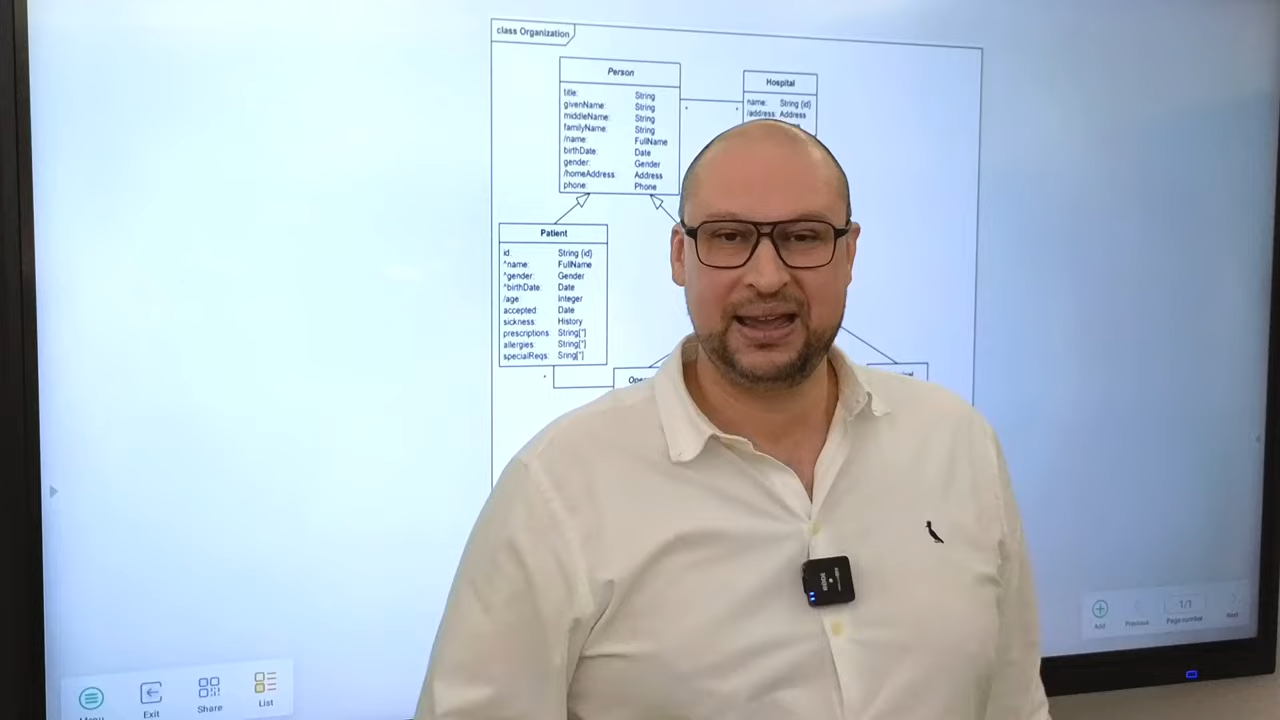 class Organization
Person
title: String
givenName: String
middleName: String
familyName: String
/name: FullName
birthDate: Date
gender: Gender
/homeAddress: Address
phone: Phone
Hospital
name: String {id}
/address: Address
Patient
id: String {id}
^name: FullName
^gender: Gender
^birthDate: Date
/age: Integer
accepted: Date
sickness: History
prescriptions: String[*]
allergies: String[*]
specialReqs: Sring[*]
RODE
Menu
Exit
Share
List
Add
Previous
1/1
Page number
Next